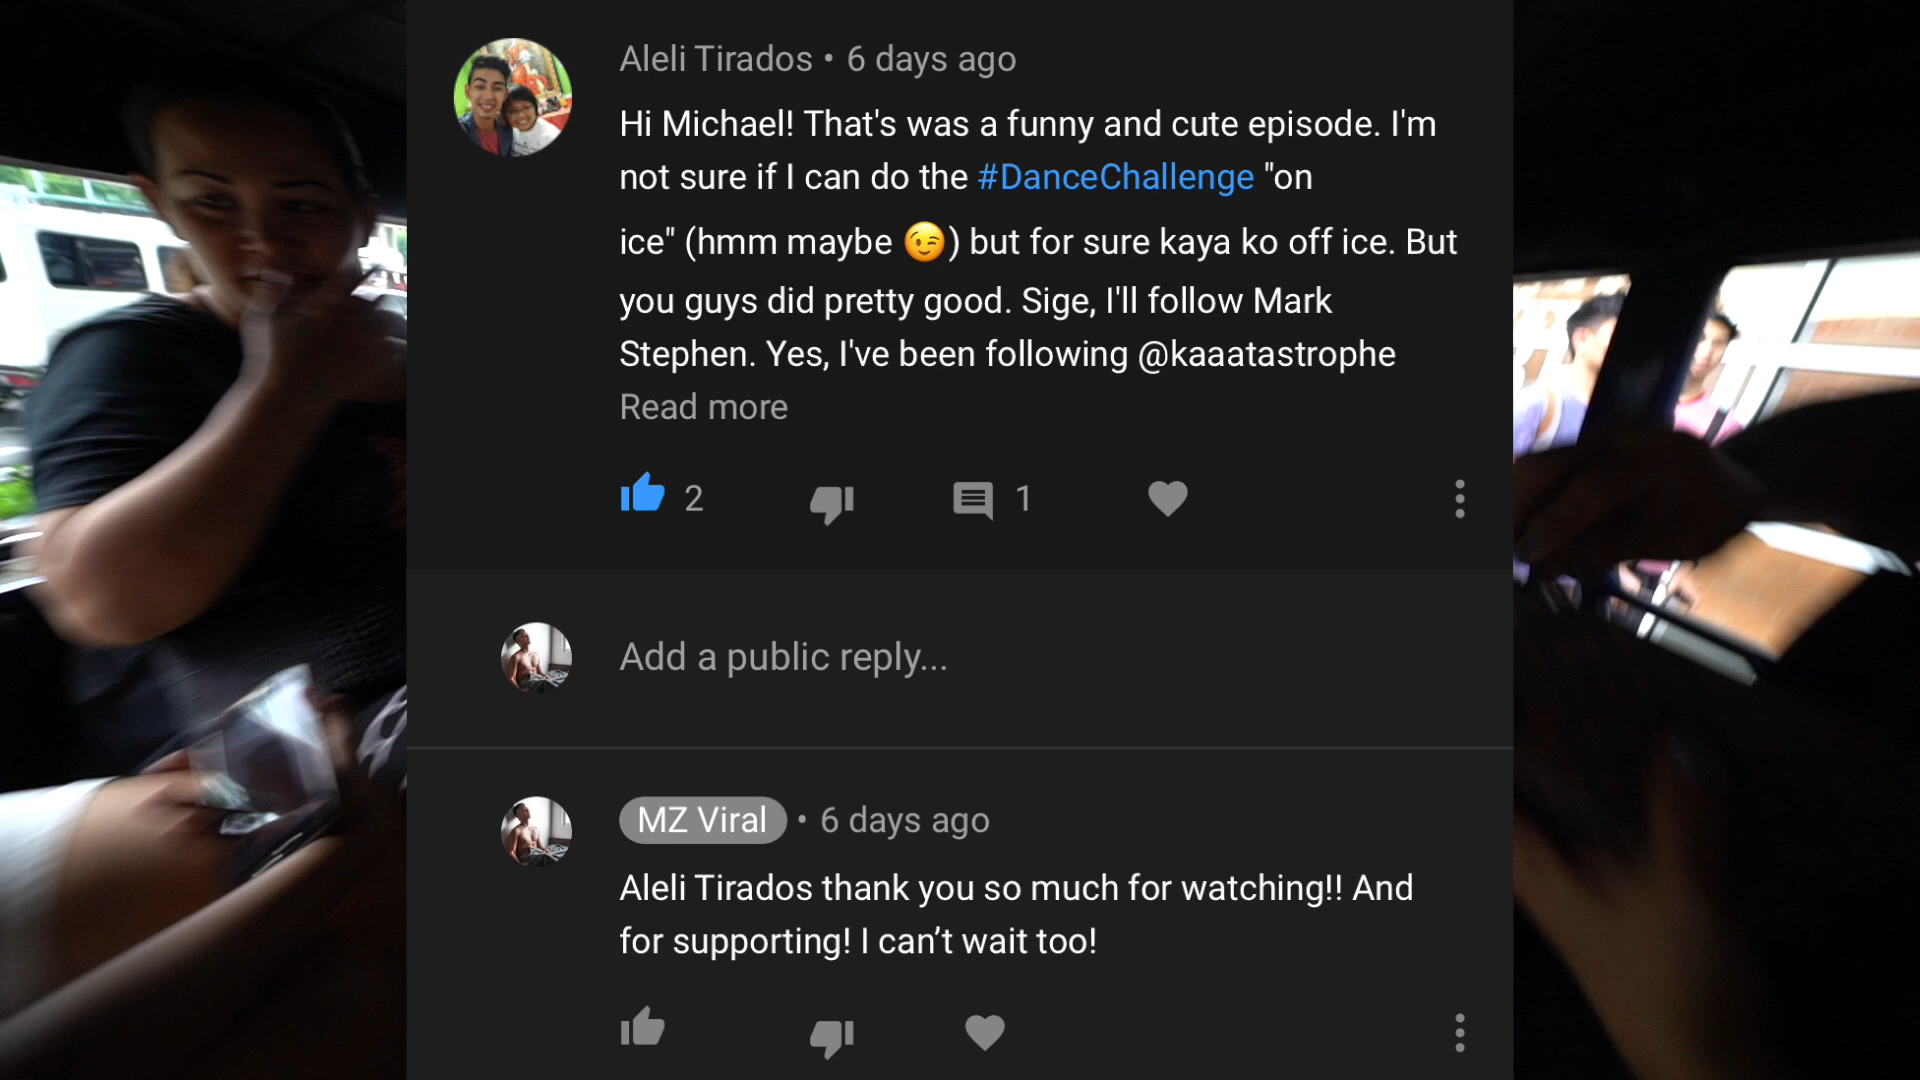 Aleli Tirados • 6 days ago
Hi Michael! That's was a funny and cute episode. I'm
not sure if I can do the #DanceChallenge "on
ice" (hmm maybe 😉) but for sure kaya ko off ice. But
you guys did pretty good. Sige, I'll follow Mark
Stephen. Yes, I've been following @kaaatastrophe
Read more
2
1
Add a public reply...
MZ Viral • 6 days ago
Aleli Tirados thank you so much for watching!! And
for supporting! I can’t wait too!